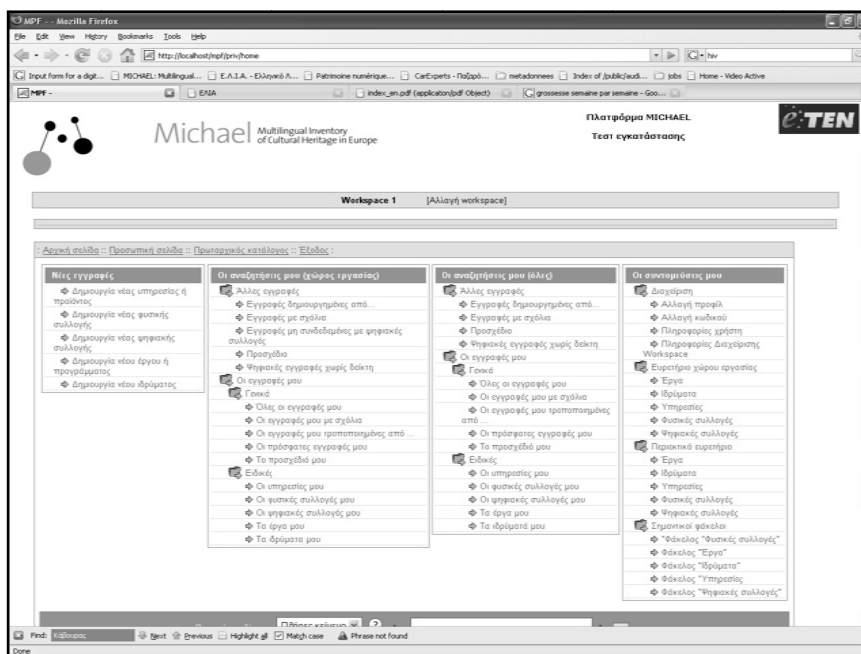 MPF - - Mozilla Firefox
File Edit View History Bookmarks Tools Help
http://localhost/mpf/priv/home
hiv
Input form for a digit... MICHAEL: Multilingual... Ε.Λ.Ι.Α. - Ελληνικό Λ... Patrimoine numérique... CarExperts - Παζαρό... metadonnees Index of /public/audi... jobs Home - Video Active
MPF - ΕΛΙΑ index_en.pdf (application/pdf Object) grossesse semaine par semaine - Goo...
Michael Multilingual Inventory
of Cultural Heritage in Europe
Πλατφόρμα MICHAEL
Τεστ εγκατάστασης
e-TEN
Workspace 1 [Αλλαγή workspace]
: Αρχική σελίδα :: Προσωπική σελίδα :: Πρωταρχικός κατάλογος :: Έξοδος :
Νέες εγγραφές
Δημιουργία νέας υπηρεσίας ή
προϊόντος
Δημιουργία νέας φυσικής
συλλογής
Δημιουργία νέας ψηφιακής
συλλογής
Δημιουργία νέου έργου ή
προγράμματος
Δημιουργία νέου ιδρύματος
Οι αναζητήσεις μου (χώρος εργασίας)
Άλλες εγγραφές
Εγγραφές δημιουργημένες από...
Εγγραφές με σχόλια
Εγγραφές μη συνδεδεμένες με ψηφιακές
συλλογές
Προσχέδιο
Ψηφιακές εγγραφές χωρίς δείκτη
Οι εγγραφές μου
Γενικά
Όλες οι εγγραφές μου
Οι εγγραφές μου με σχόλια
Οι εγγραφές μου τροποποιημένες από ...
Οι πρόσφατες εγγραφές μου
Το προσχέδιό μου
Ειδικές
Οι υπηρεσίες μου
Οι φυσικές συλλογές μου
Οι ψηφιακές συλλογές μου
Τα έργα μου
Τα ιδρύματα μου
Οι αναζητήσεις μου (όλες)
Άλλες εγγραφές
Εγγραφές δημιουργημένες από...
Εγγραφές με σχόλια
Προσχέδιο
Ψηφιακές εγγραφές χωρίς δείκτη
Οι εγγραφές μου
Γενικά
Όλες οι εγγραφές μου
Οι εγγραφές μου με σχόλια
Οι εγγραφές μου τροποποιημένες
από ...
Οι πρόσφατες εγγραφές μου
Το προσχέδιό μου
Ειδικές
Οι υπηρεσίες μου
Οι φυσικές συλλογές μου
Οι ψηφιακές συλλογές μου
Τα έργα μου
Τα ιδρύματά μου
Οι συντομεύσεις μου
Διαχείριση
Αλλαγή προφίλ
Αλλαγή κωδικού
Πληροφορίες χρήστη
Πληροφορίες Διαχείρισης
Workspace
Ευρετήριο χώρου εργασίας
Έργα
Ιδρύματα
Υπηρεσίες
Φυσικές συλλογές
Ψηφιακές συλλογές
Περιεκτικό ευρετήριο
Έργα
Ιδρύματα
Υπηρεσίες
Φυσικές συλλογές
Ψηφιακές συλλογές
Σημαντικοί φάκελοι
"Φάκελος "Φυσικές συλλογές"
Φάκελος "Έργα"
Φάκελος "Ιδρύματα"
Φάκελος "Υπηρεσίες
Φάκελος "Ψηφιακές συλλογές"
Πλήρες κείμενο
Find: Κάβουρας Next Previous Highlight all Match case Phrase not found
Done